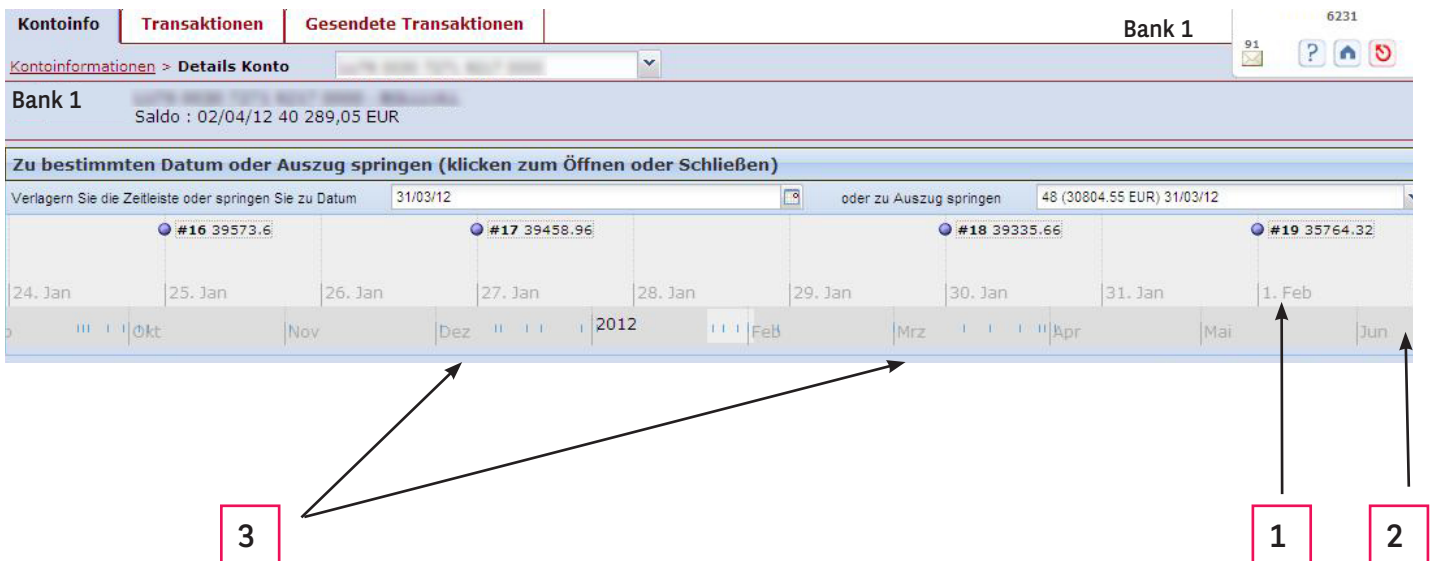 Kontoinfo Transaktionen Gesendete Transaktionen Bank 1 6231
91
Kontoinformationen > Details Konto
Bank 1
Saldo : 02/04/12 40 289,05 EUR
Zu bestimmten Datum oder Auszug springen (klicken zum Öffnen oder Schließen)
Verlagern Sie die Zeitleiste oder springen Sie zu Datum 31/03/12 oder zu Auszug springen 48 (30804.55 EUR) 31/03/12
#16 39573.6 #17 39458.96 #18 39335.66 #19 35764.32
24. Jan 25. Jan 26. Jan 27. Jan 28. Jan 29. Jan 30. Jan 31. Jan 1. Feb
Okt Nov Dez 2012 Feb Mrz Apr Mai Jun
3 1 2